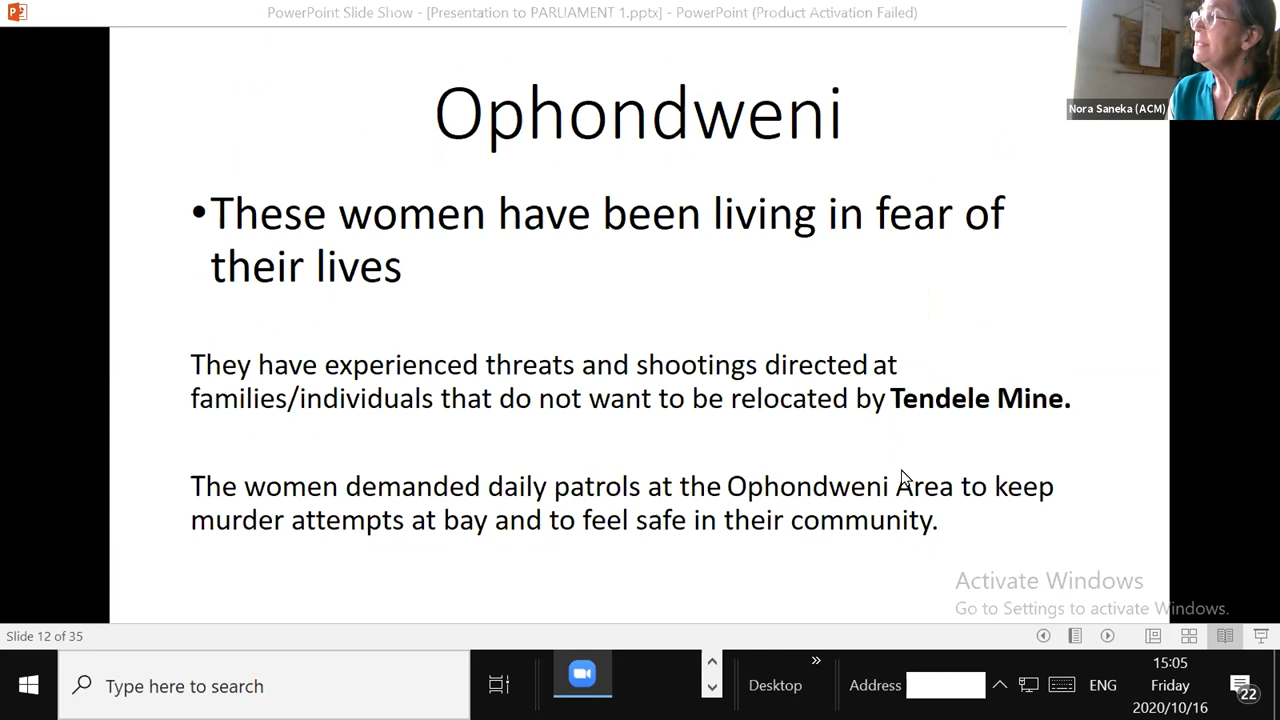 PowerPoint Slide Show - [Presentation to PARLIAMENT 1.pptx] - PowerPoint (Product Activation Failed)
Nora Saneka (ACM)
Ophondweni
•These women have been living in fear of
their lives
They have experienced threats and shootings directed at
families/individuals that do not want to be relocated by Tendele Mine.
The women demanded daily patrols at the Ophondweni Area to keep
murder attempts at bay and to feel safe in their community.
Activate Windows
Go to Settings to activate Windows.
Slide 12 of 35
Type here to search
Desktop
Address
ENG
15:05
Friday
2020/10/16
22